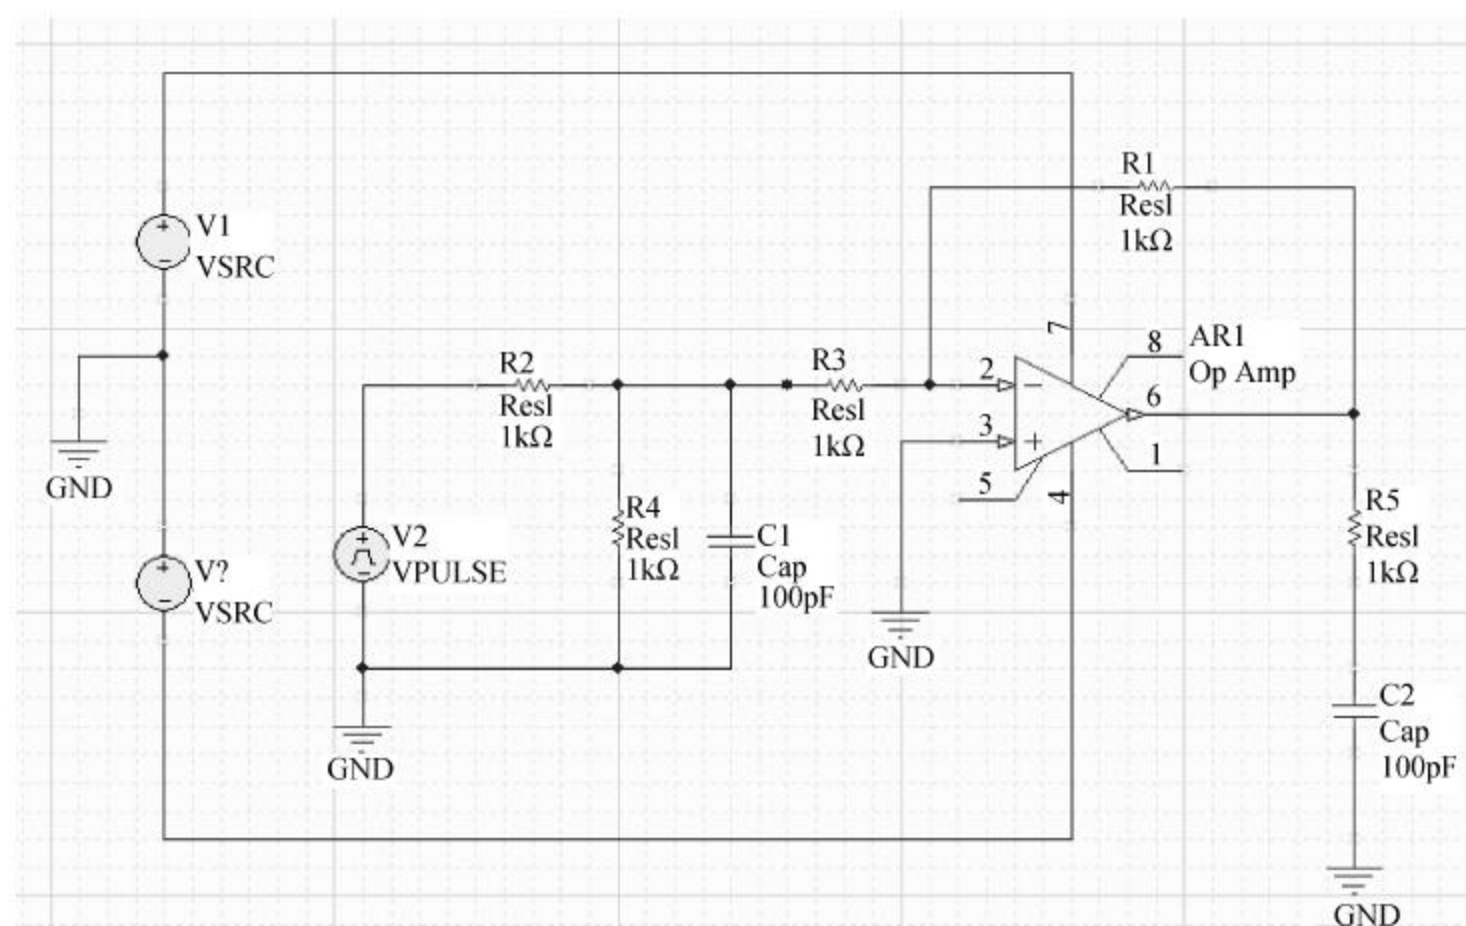 R1
Resl
1kΩ
V1
VSRC
7
8
AR1
Op Amp
R2
Resl
1kΩ
R3
Resl
1kΩ
2
−
6
3
+
1
5
4
GND
R4
Resl
1kΩ
C1
Cap
100pF
V2
VPULSE
V?
VSRC
R5
Resl
1kΩ
GND
C2
Cap
100pF
GND
GND